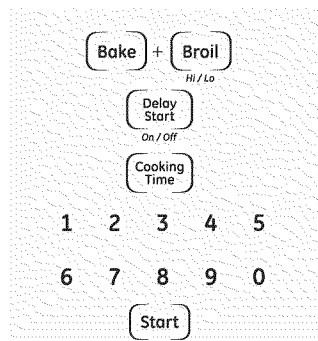 Bake + Broil
Hi / Lo
Delay
Start
On / Off
Cooking
Time
1 2 3 4 5
6 7 8 9 0
Start